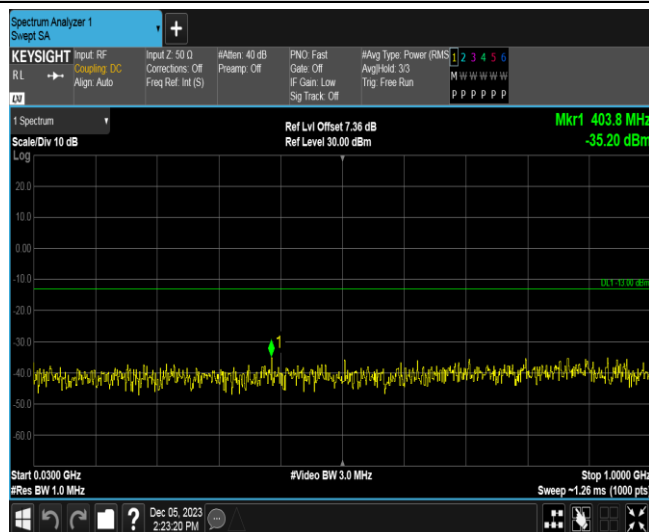 Spectrum Analyzer 1
Swept SA
+
KEYSIGHT
RL
LXI
Input: RF
Coupling: DC
Align: Auto
Input Z: 50 Ω
Corrections: Off
Freq Ref: Int (S)
#Atten: 40 dB
Preamp: Off
PNO: Fast
Gate: Off
IF Gain: Low
Sig Track: Off
#Avg Type: Power (RMS
Avg|Hold: 3/3
Trig: Free Run
1 2 3 4 5 6
M W W W W W
P P P P P P
1 Spectrum
Scale/Div 10 dB
Log
Ref Lvl Offset 7.36 dB
Ref Level 30.00 dBm
Mkr1 403.8 MHz
-35.20 dBm
20.0
10.0
0.00
-10.0
DL1 -13.00 dBm
-20.0
-30.0
1
-40.0
-50.0
-60.0
Start 0.0300 GHz
#Res BW 1.0 MHz
#Video BW 3.0 MHz
Stop 1.0000 GHz
Sweep ~1.26 ms (1000 pts)
?
Dec 05, 2023
2:23:20 PM